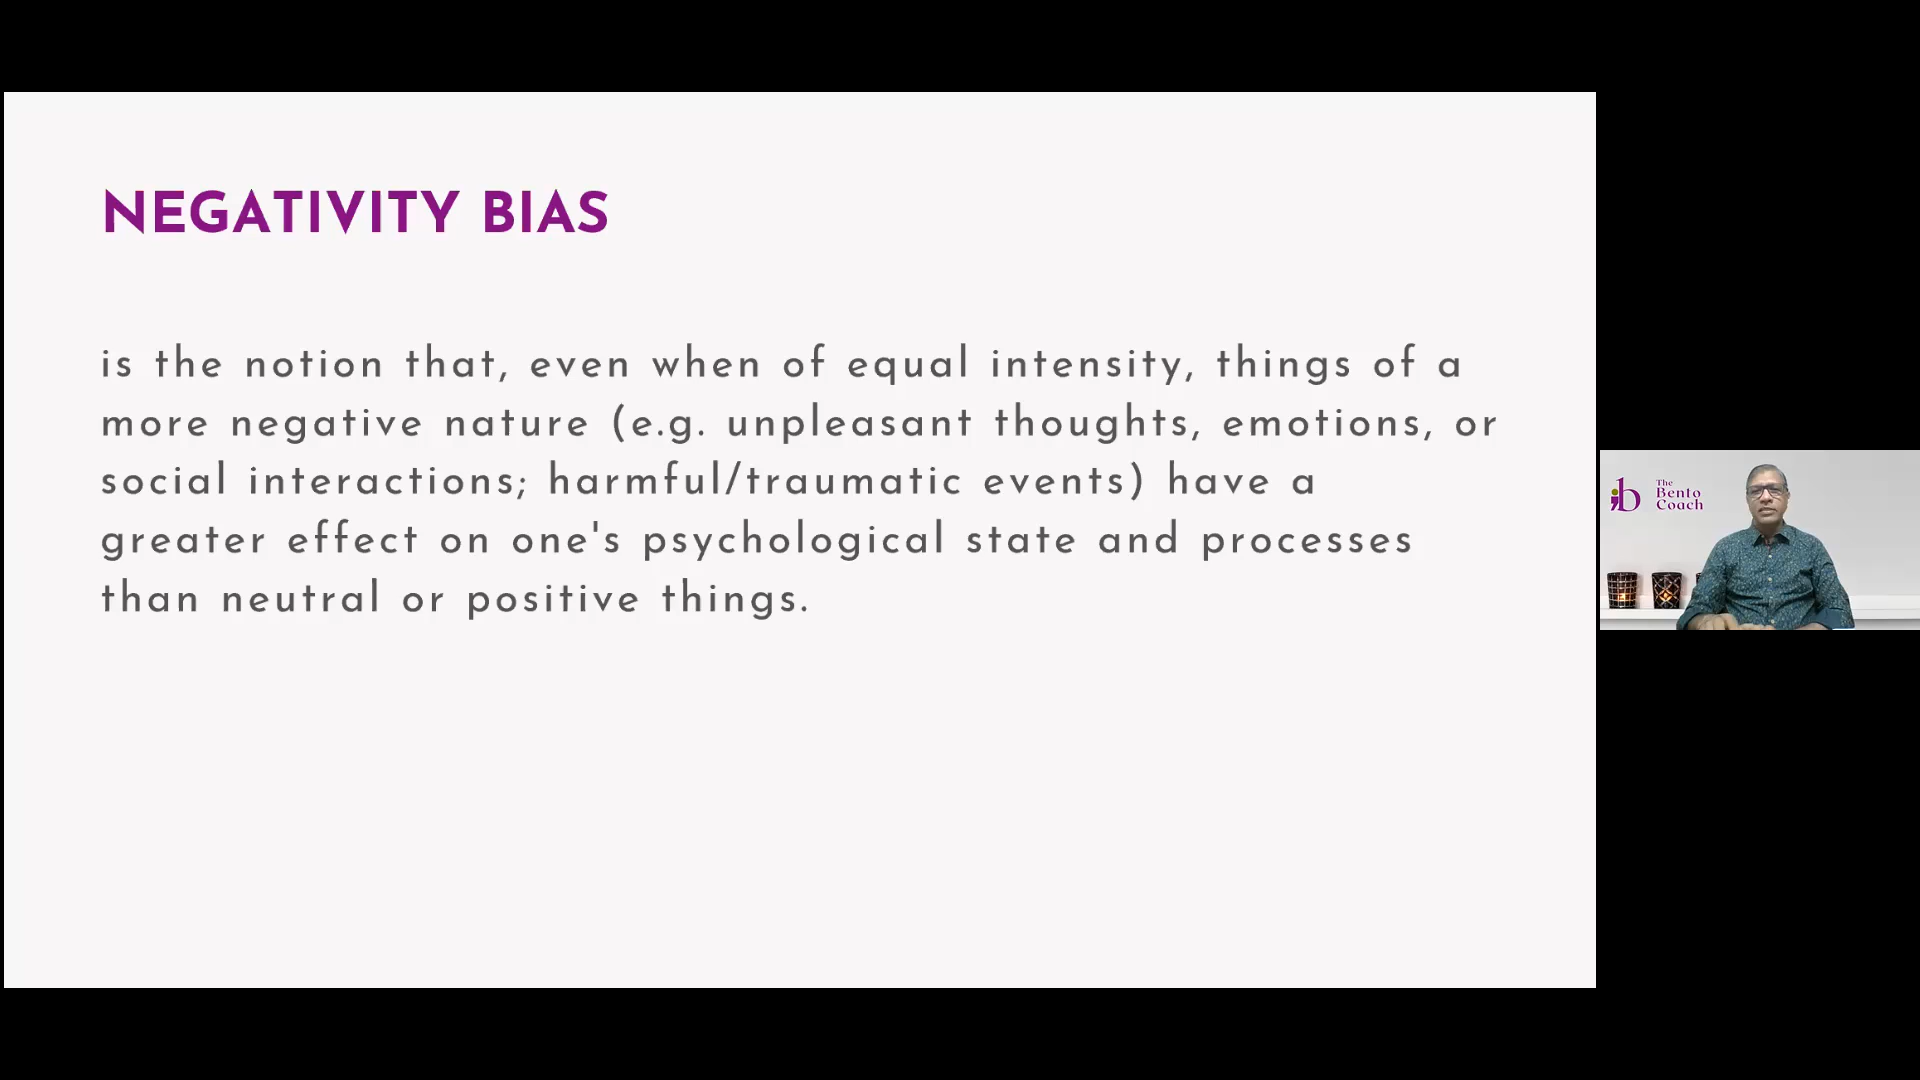 NEGATIVITY BIAS
is the notion that, even when of equal intensity, things of a
more negative nature (e.g. unpleasant thoughts, emotions, or
social interactions; harmful/traumatic events) have a
greater effect on one's psychological state and processes
than neutral or positive things.
b
The
Bento
Coach